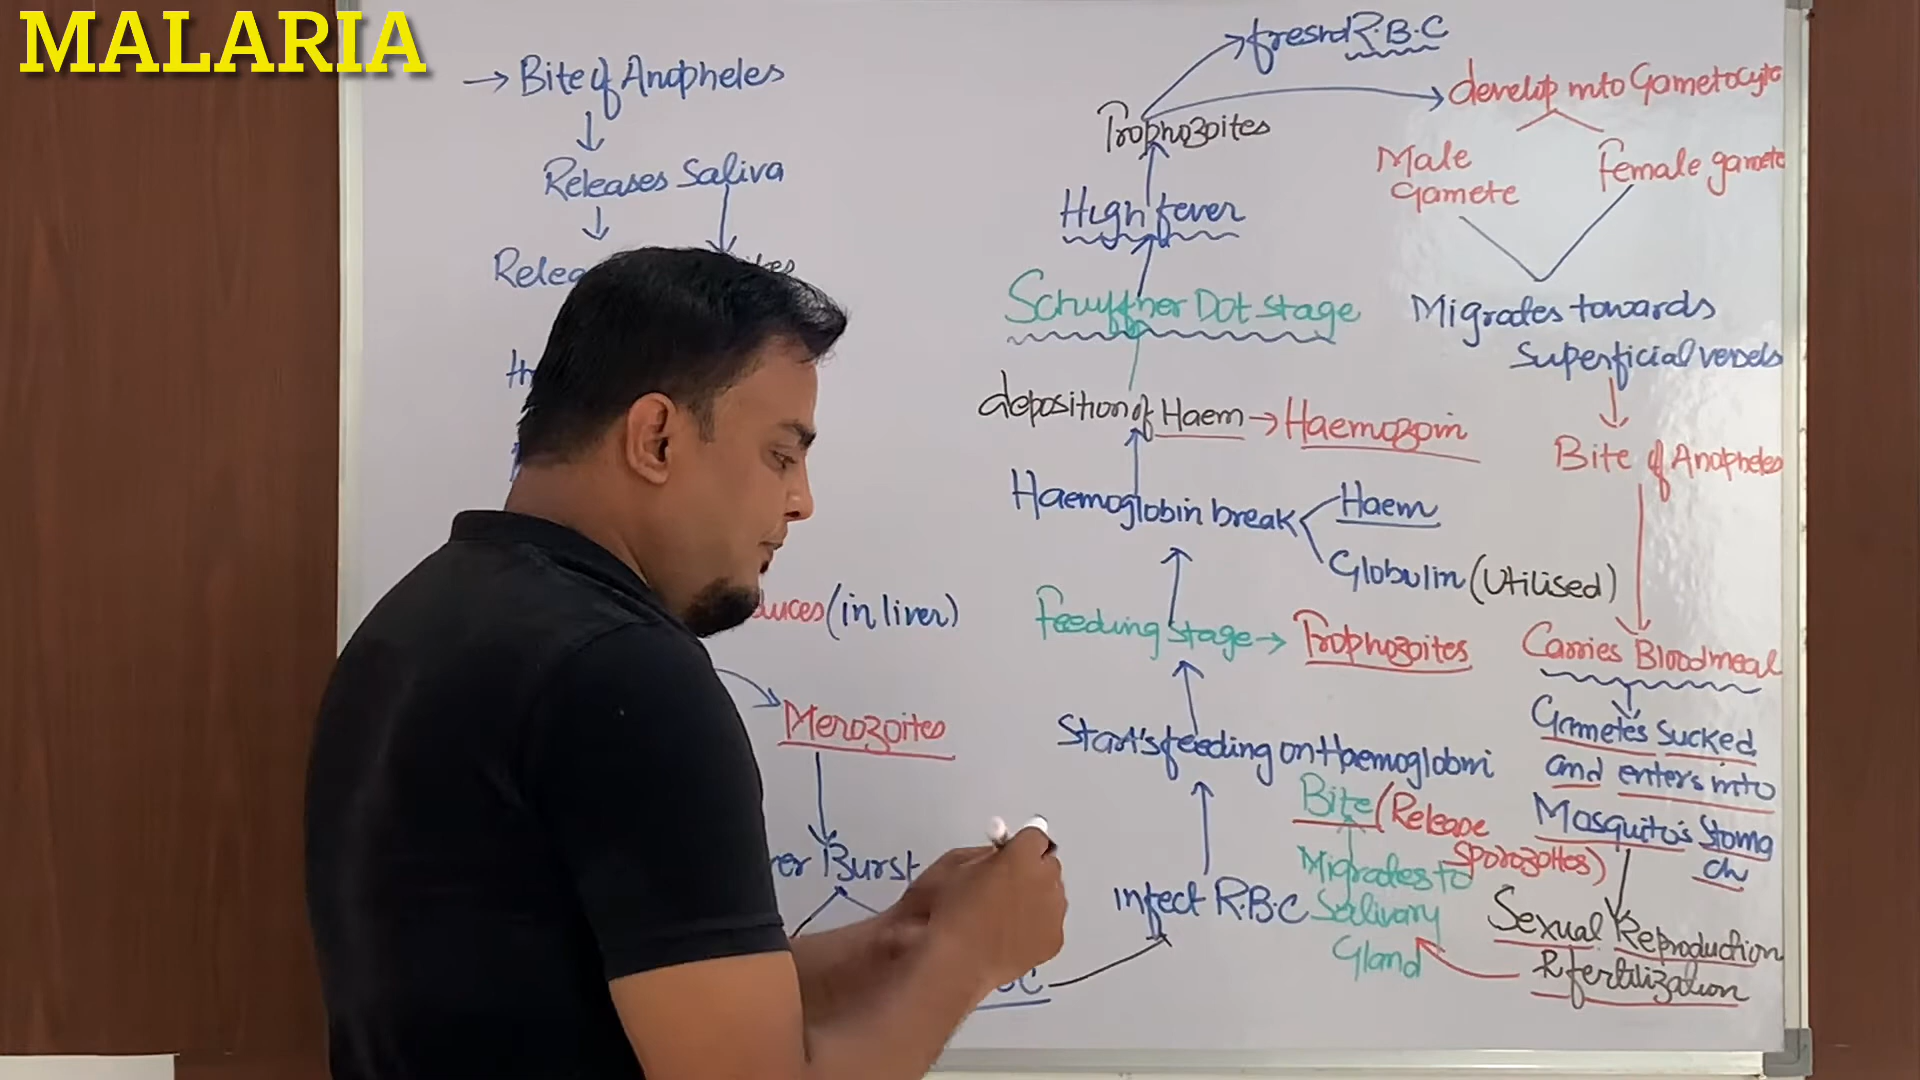 MALARIA
→ Bite of Anopheles
Releases Saliva
(in liver)
Merozoites
Burst
infect R.B.C
Start's feeding on Haemoglobin
Feeding Stage → Trophozoites
Haemoglobin break
Haem
Globulin (Utilised)
deposition of Haem → Haemozoin
Schuffner Dot stage
High fever
Trophozoites
fresh R.B.C
develop into Gametocyte
Male
Gamete
Female gamete
Migrates towards
Superficial vessels
Bite of Anopheles
Carries Bloodmeal
Gametes Sucked
and enters into
Mosquito's Stoma
ch
Sexual Reproduction
& fertilization
Migrates to
Salivary
Gland
Bite (Release
Sporozoites)